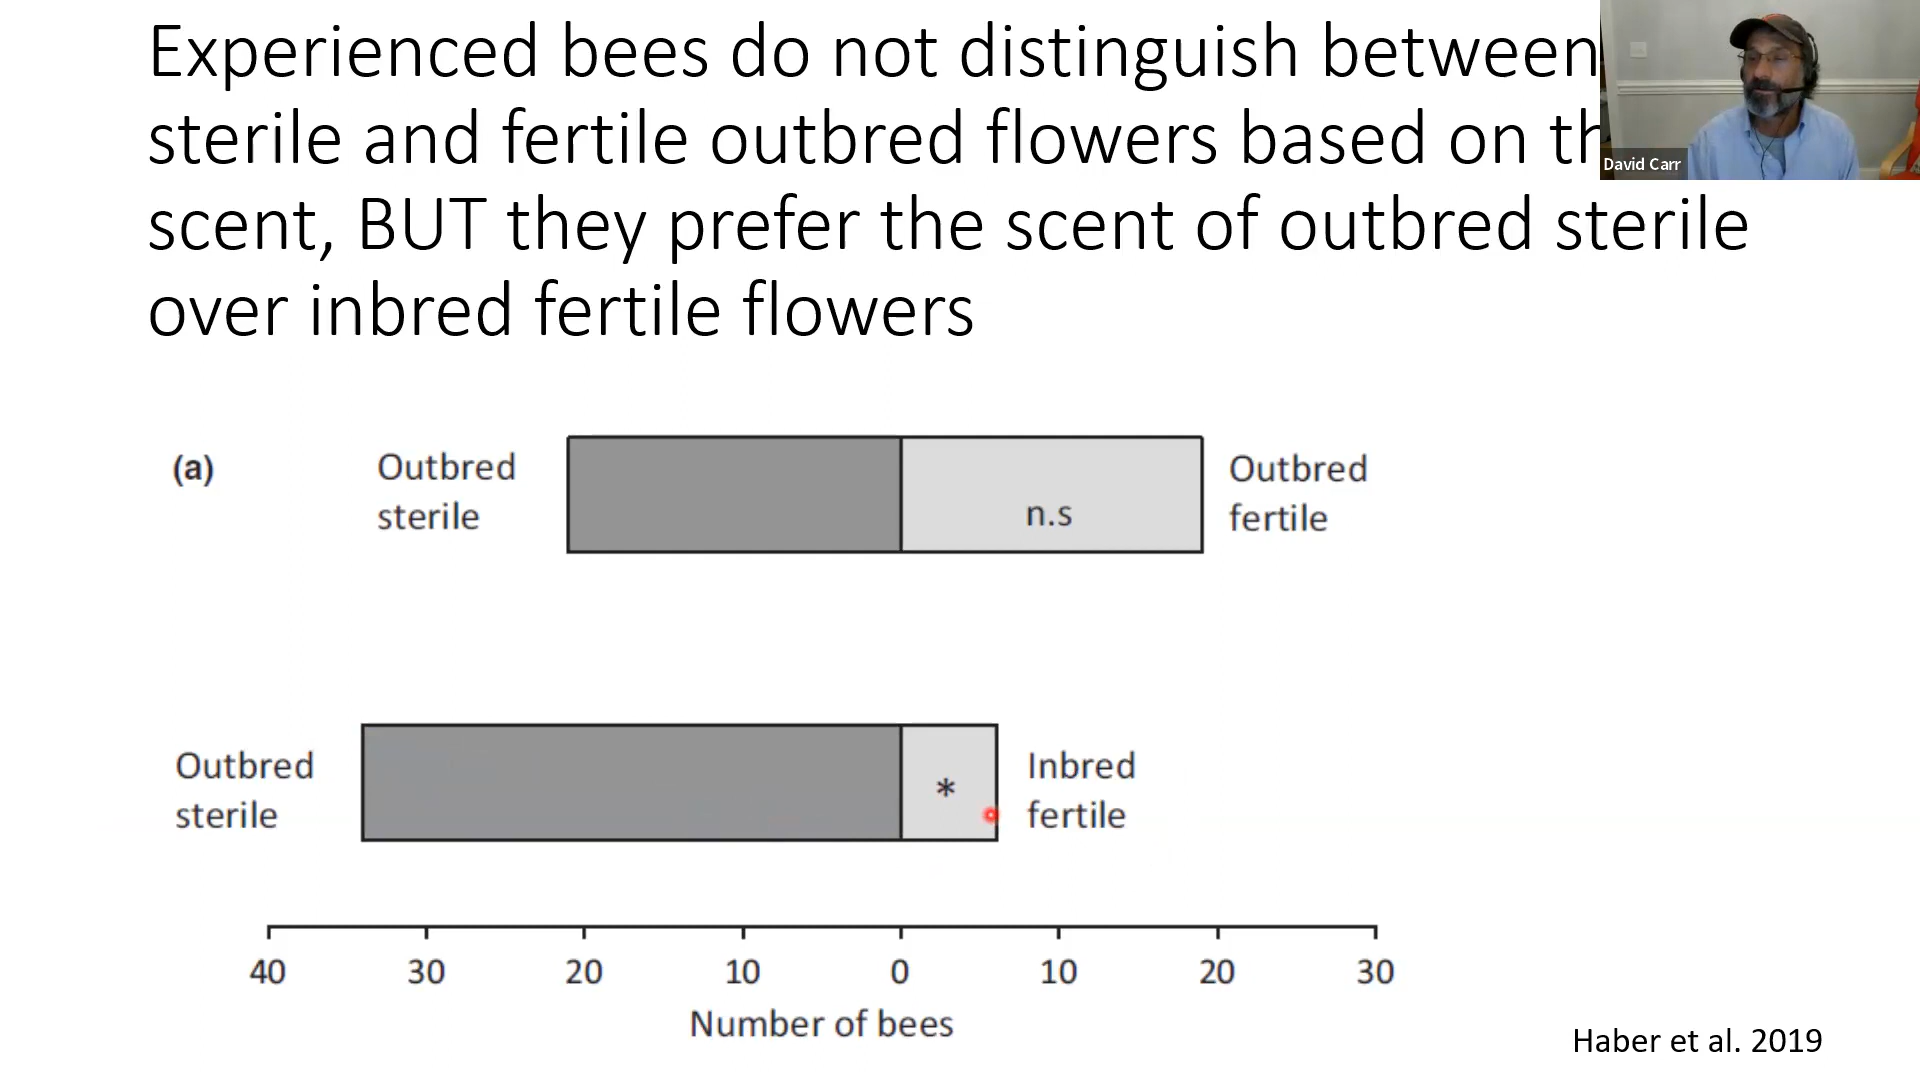 Experienced bees do not distinguish between
sterile and fertile outbred flowers based on
scent, BUT they prefer the scent of outbred sterile
over inbred fertile flowers
David Carr
(a)
Outbred
sterile
n.s
Outbred
fertile
Outbred
sterile
*
Inbred
fertile
40 30 20 10 0 10 20 30
Number of bees
Haber et al. 2019